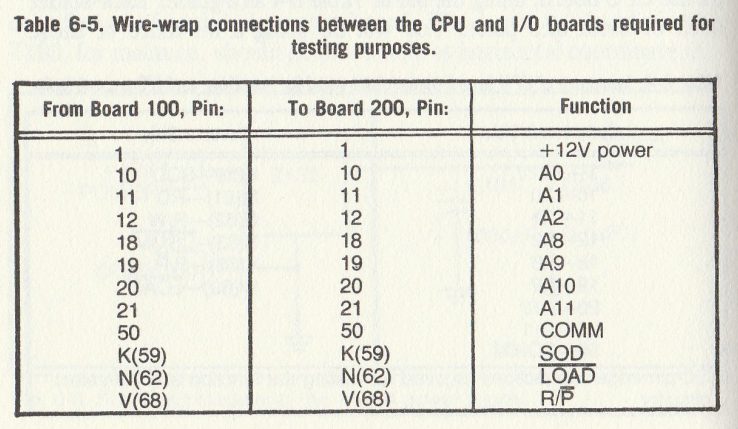 Table 6-5. Wire-wrap connections between the CPU and I/O boards required for
testing purposes.
From Board 100, Pin: To Board 200, Pin: Function
1 1 +12V power
10 10 A0
11 11 A1
12 12 A2
18 18 A8
19 19 A9
20 20 A10
21 21 A11
50 50 COMM
K(59) K(59) SOD
N(62) N(62) L̅O̅A̅D̅
V(68) V(68) R/P̅